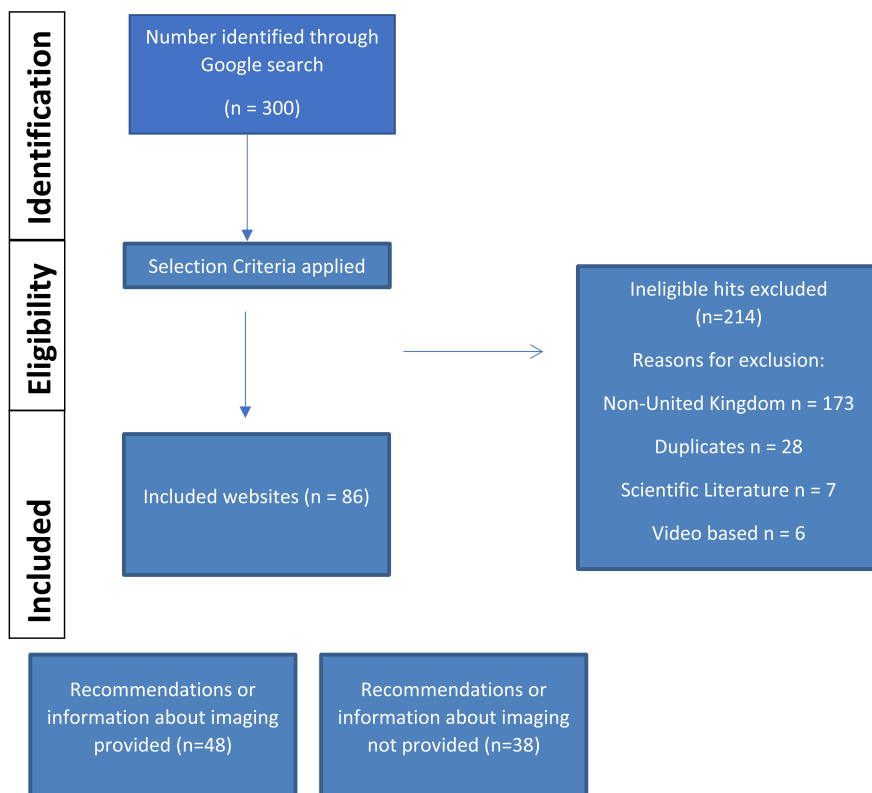 Identification
Number identified through
Google search
(n = 300)
Eligibility
Selection Criteria applied
Ineligible hits excluded
(n=214)
Reasons for exclusion:
Non-United Kingdom n = 173
Duplicates n = 28
Scientific Literature n = 7
Video based n = 6
Included
Included websites (n = 86)
Recommendations or
information about imaging
provided (n=48)
Recommendations or
information about imaging
not provided (n=38)